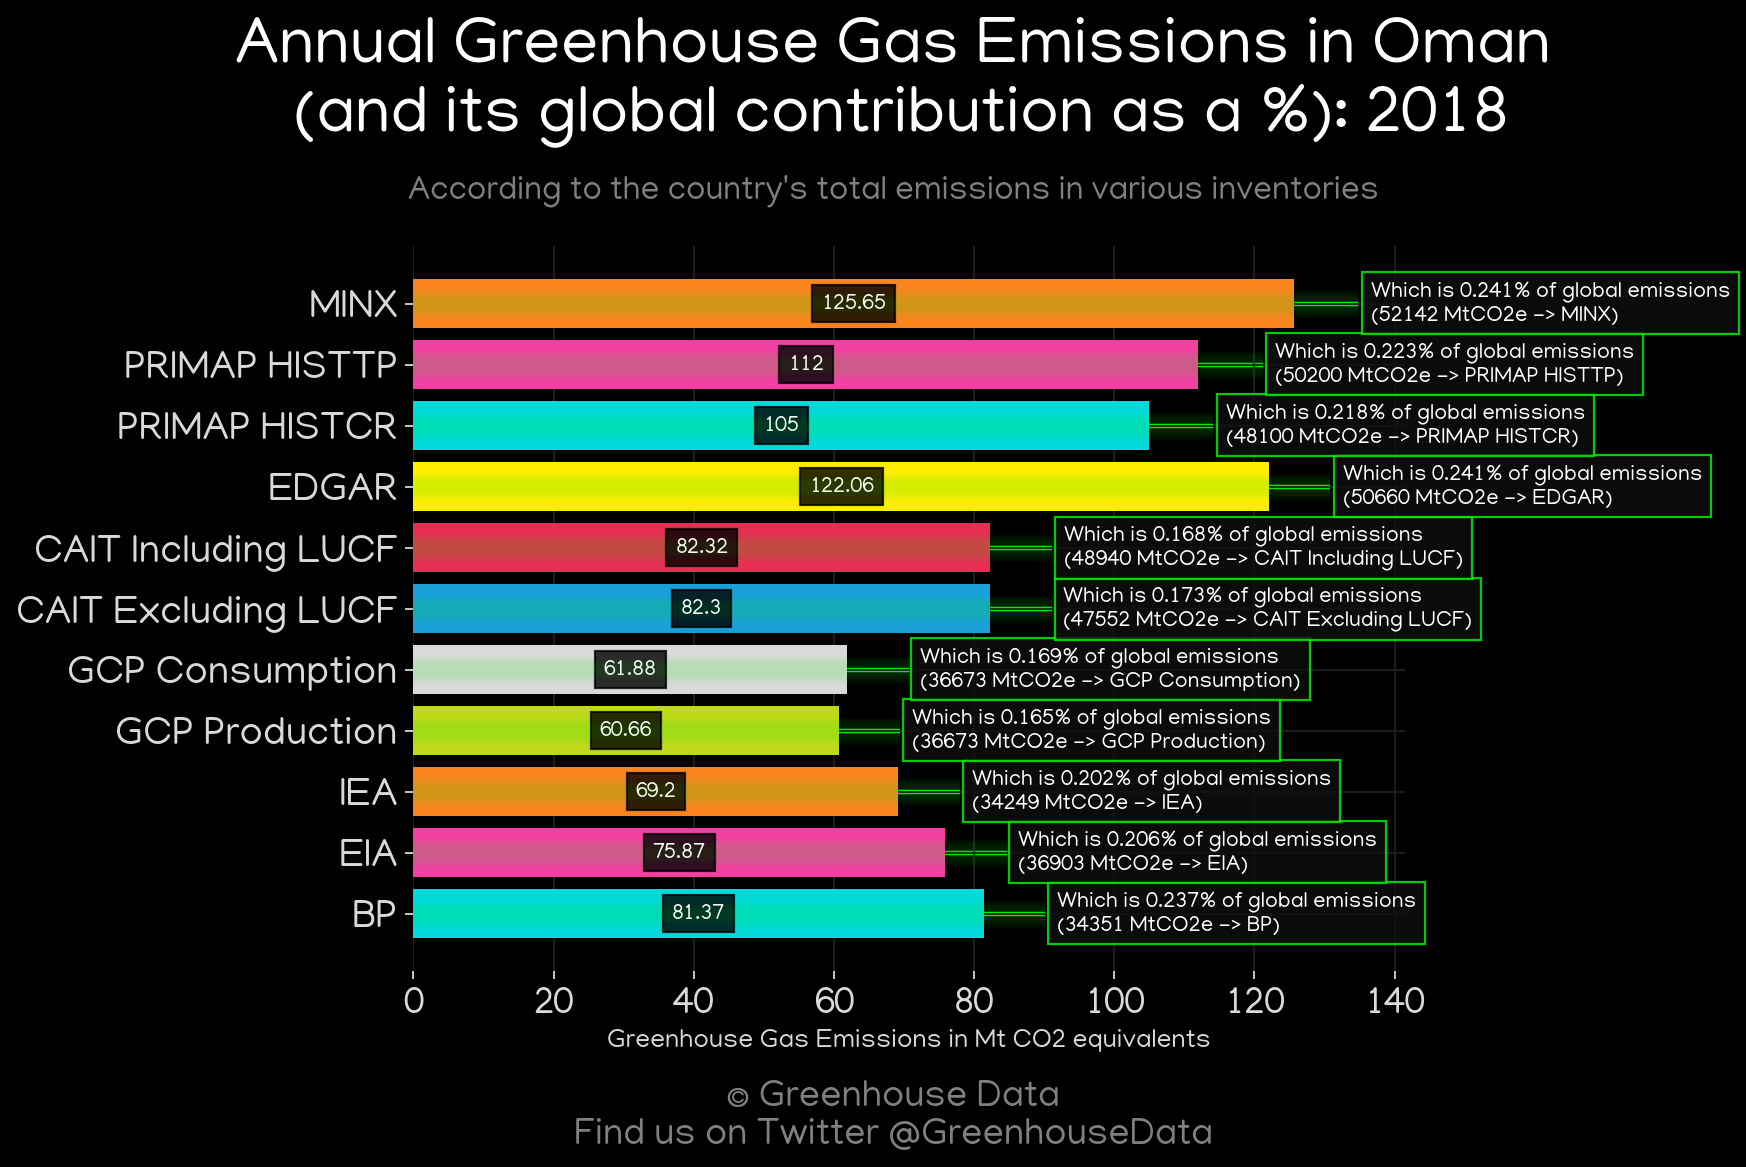 Annual Greenhouse Gas Emissions in Oman
(and its global contribution as a %): 2018
According to the country's total emissions in various inventories
MINX
125.65
Which is 0.241% of global emissions
(52142 MtCO2e -> MINX)
PRIMAP HISTTP
112
Which is 0.223% of global emissions
(50200 MtCO2e -> PRIMAP HISTTP)
PRIMAP HISTCR
105
Which is 0.218% of global emissions
(48100 MtCO2e -> PRIMAP HISTCR)
EDGAR
122.06
Which is 0.241% of global emissions
(50660 MtCO2e -> EDGAR)
CAIT Including LUCF
82.32
Which is 0.168% of global emissions
(48940 MtCO2e -> CAIT Including LUCF)
CAIT Excluding LUCF
82.3
Which is 0.173% of global emissions
(47552 MtCO2e -> CAIT Excluding LUCF)
GCP Consumption
61.88
Which is 0.169% of global emissions
(36673 MtCO2e -> GCP Consumption)
GCP Production
60.66
Which is 0.165% of global emissions
(36673 MtCO2e -> GCP Production)
IEA
69.2
Which is 0.202% of global emissions
(34249 MtCO2e -> IEA)
EIA
75.87
Which is 0.206% of global emissions
(36903 MtCO2e -> EIA)
BP
81.37
Which is 0.237% of global emissions
(34351 MtCO2e -> BP)
0 20 40 60 80 100 120 140
Greenhouse Gas Emissions in Mt CO2 equivalents
© Greenhouse Data
Find us on Twitter @GreenhouseData